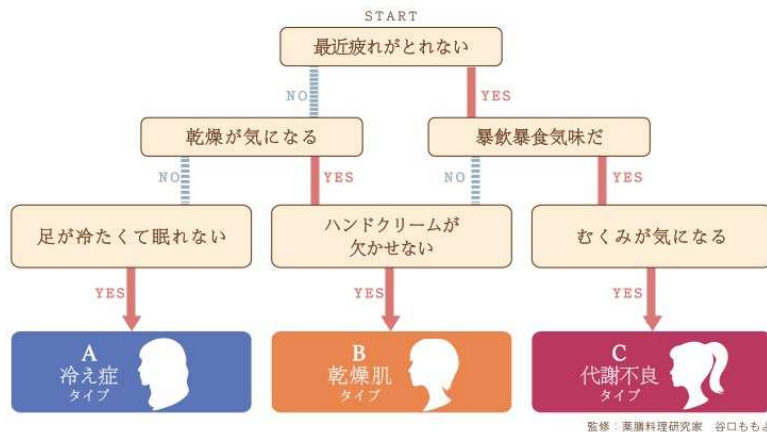 START
最近疲れがとれない
NO
YES
乾燥が気になる
暴飲暴食気味だ
NO
YES
NO
YES
足が冷たくて眠れない
ハンドクリームが
欠かせない
むくみが気になる
YES
YES
YES
A
冷え症
タイプ
B
乾燥肌
タイプ
C
代謝不良
タイプ
監修：薬膳料理研究家 谷口ももよ